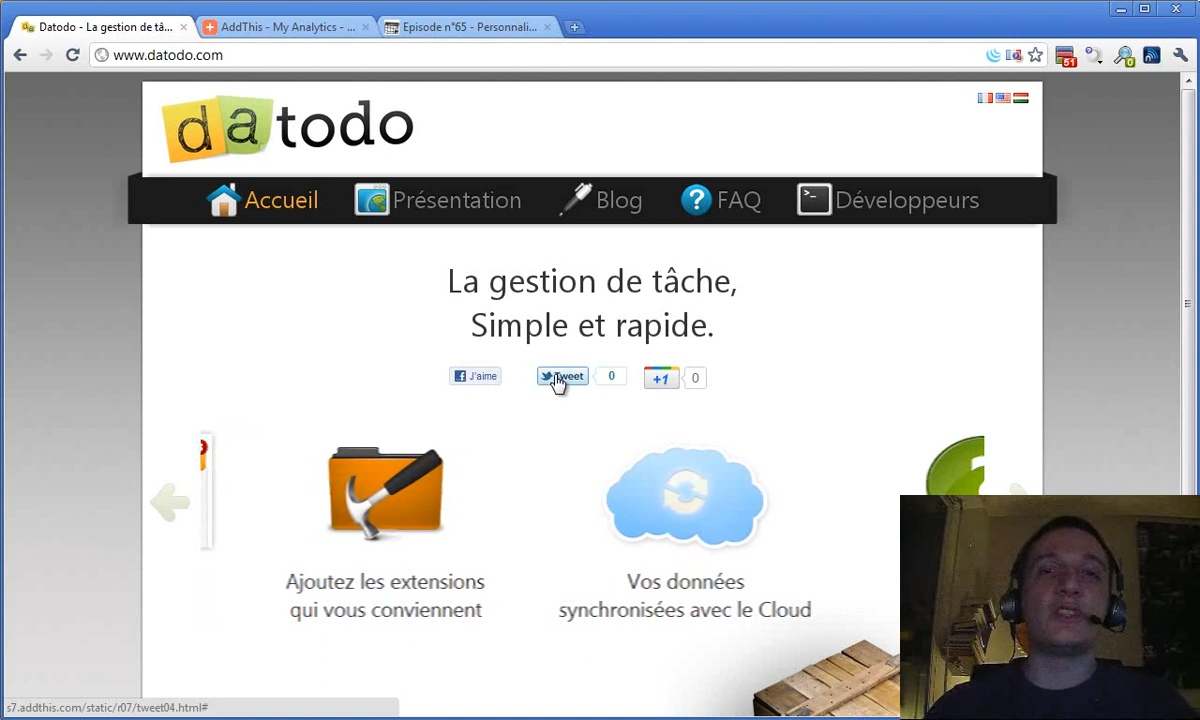 Datodo - La gestion de tâ...
AddThis - My Analytics - ...
Episode n°65 - Personnali...
www.datodo.com
51
0
datodo
Accueil
Présentation
Blog
FAQ
Développeurs
La gestion de tâche,
Simple et rapide.
J'aime
Tweet
0
+1
0
Ajoutez les extensions
qui vous conviennent
Vos données
synchronisées avec le Cloud
s7.addthis.com/static/r07/tweet04.html#